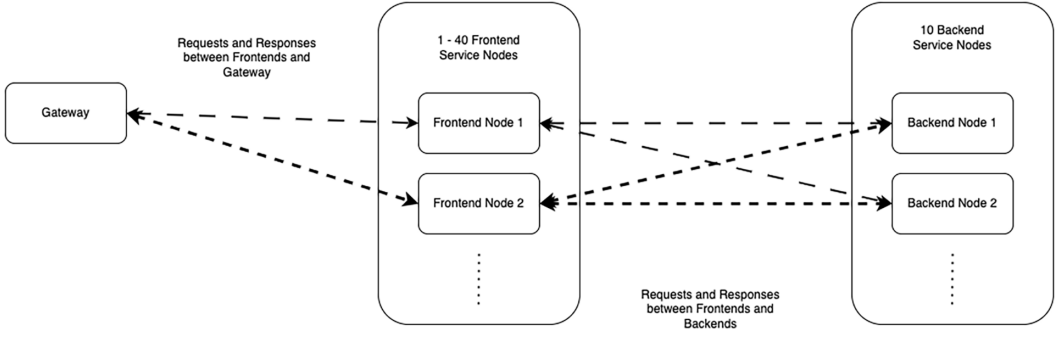 Requests and Responses
between Frontends and
Gateway
1 - 40 Frontend
Service Nodes
10 Backend
Service Nodes
Gateway
Frontend Node 1
Backend Node 1
Frontend Node 2
Backend Node 2
Requests and Responses
between Frontends and
Backends